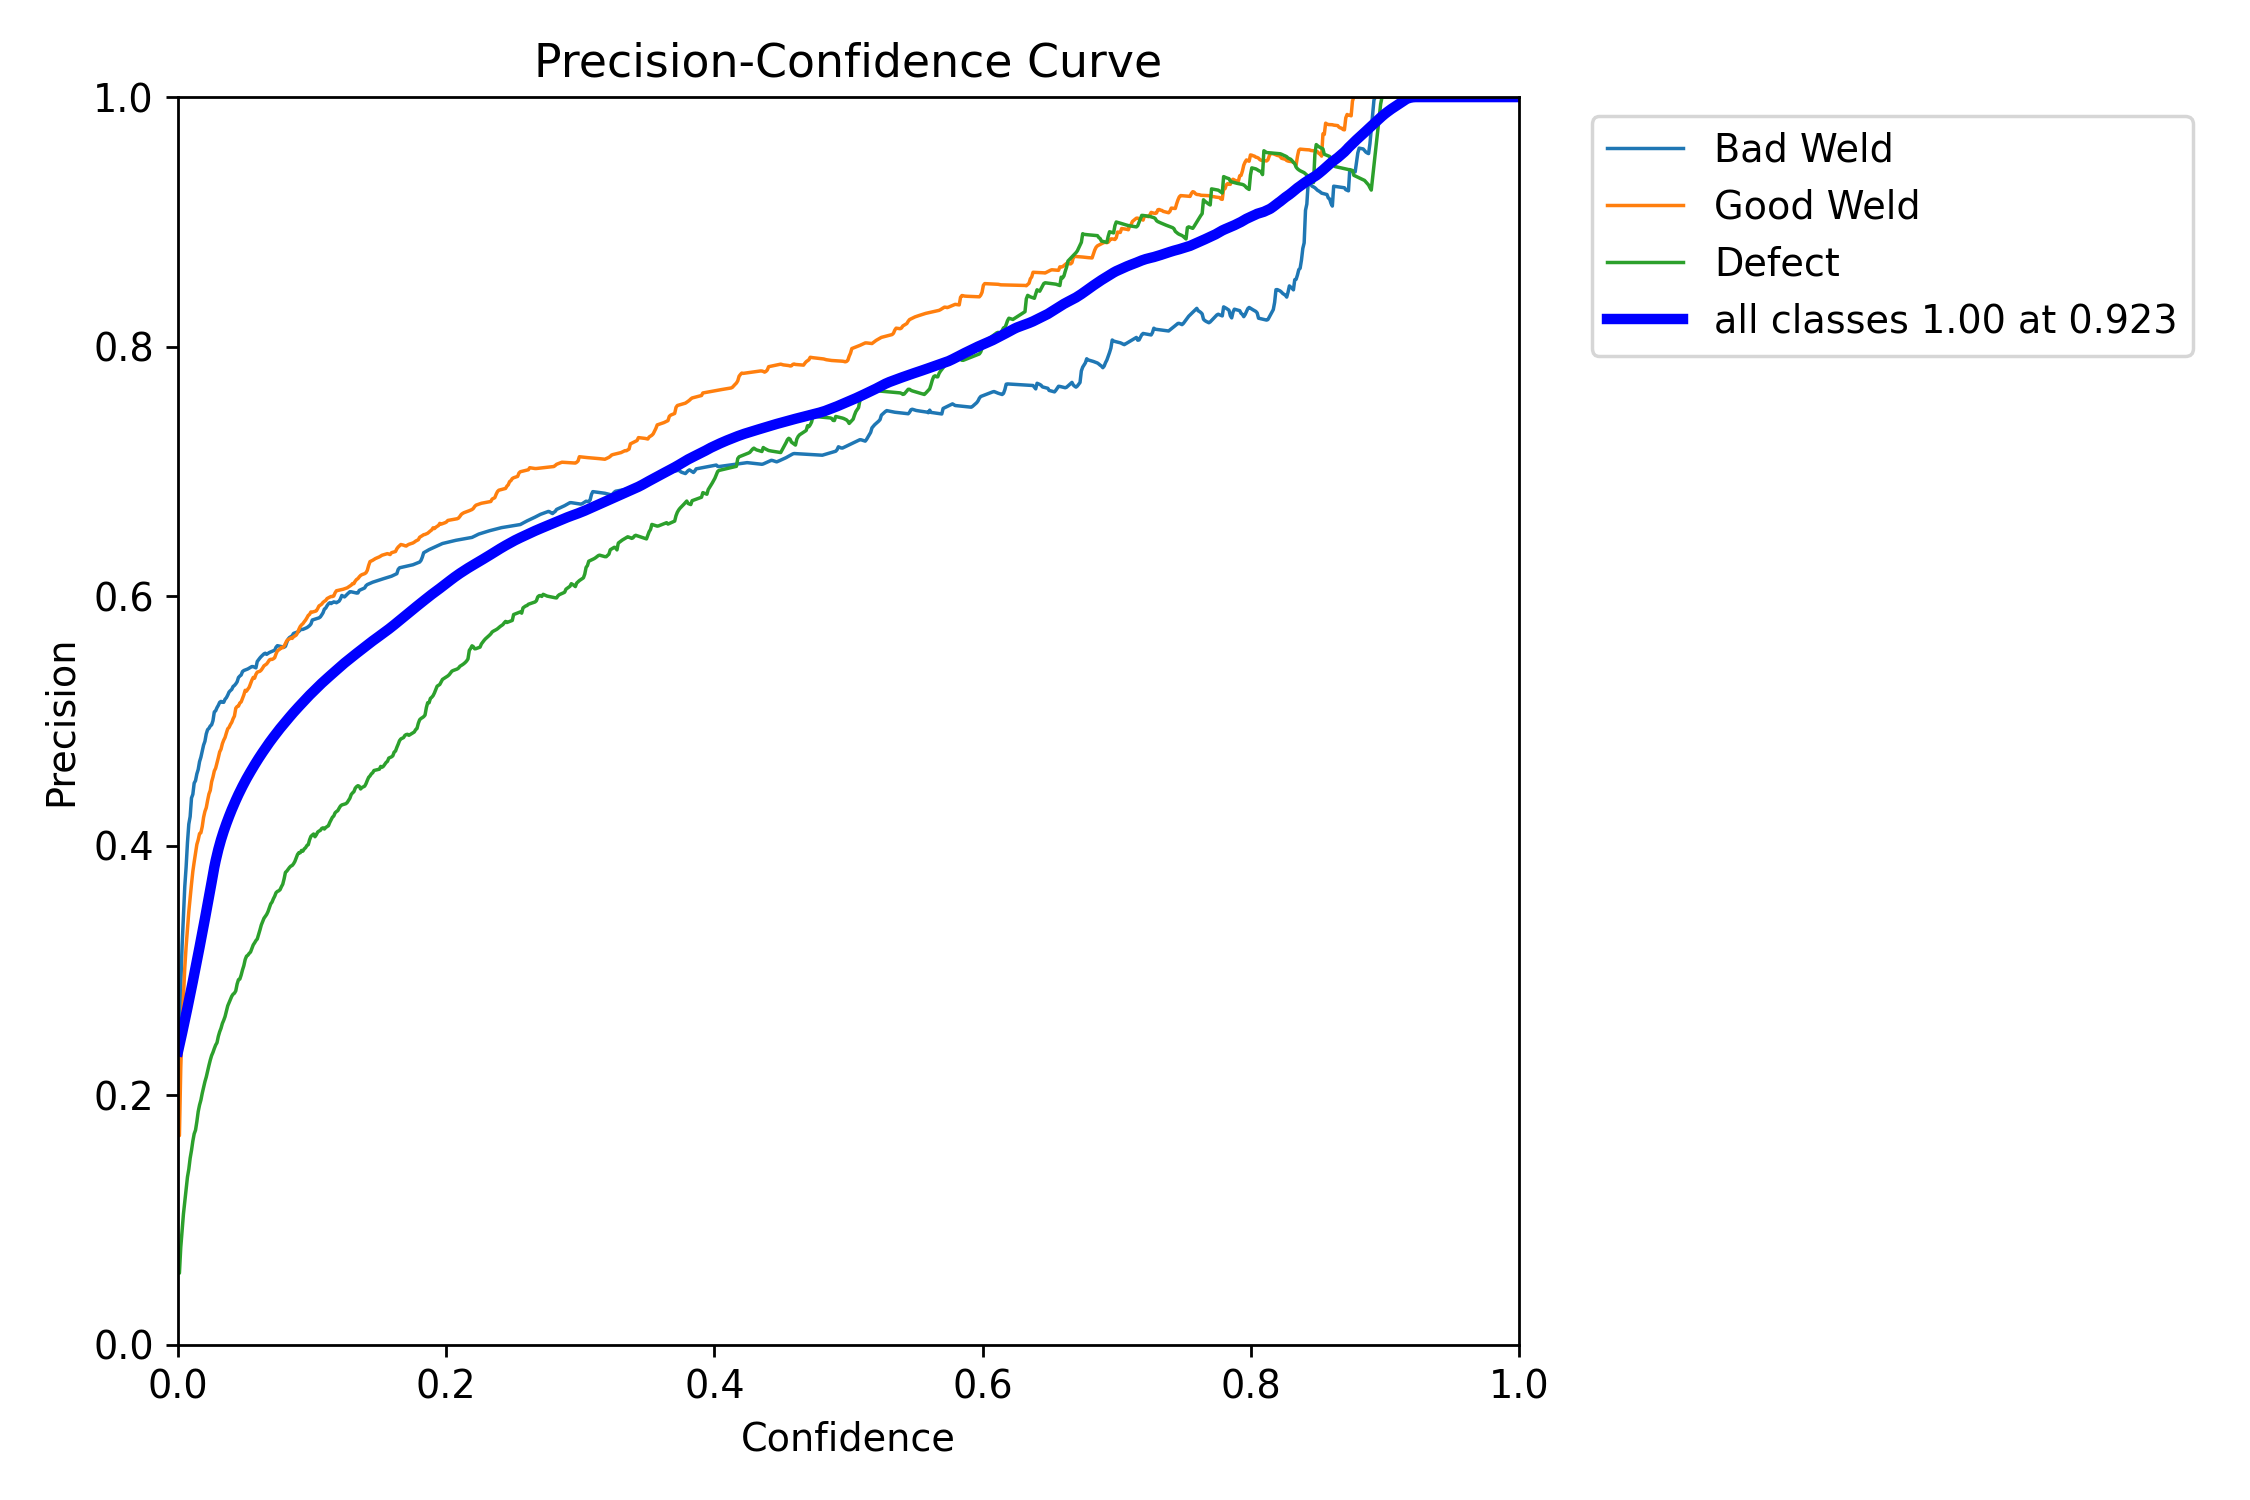 Precision-Confidence Curve
1.0
0.8
0.6
0.4
0.2
0.0
Precision
0.0 0.2 0.4 0.6 0.8 1.0
Confidence
Bad Weld
Good Weld
Defect
all classes 1.00 at 0.923